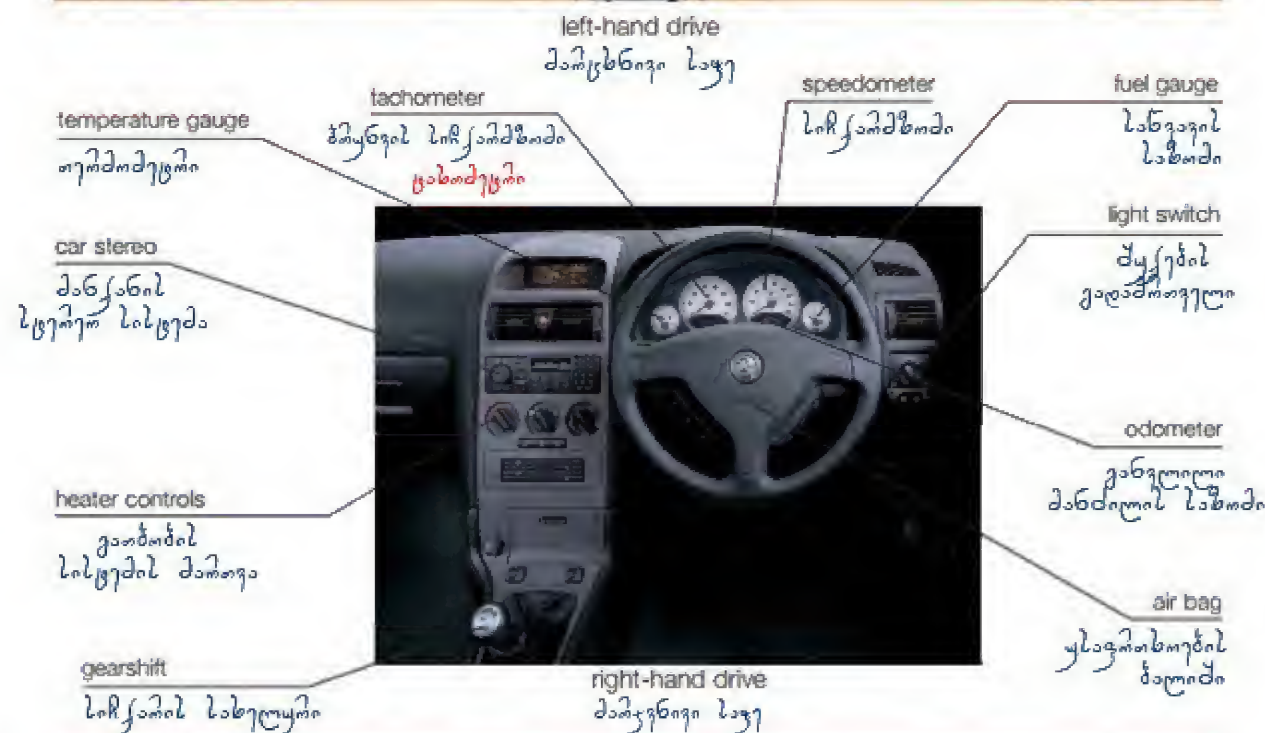 left-hand drive
მარცხნივი საჭე
temperature gauge
თერმომეტრი
tachometer
ბრუნვის სიჩქარმზომი
ტახომეტრი
speedometer
სიჩქარმზომი
fuel gauge
საწვავის
საზომი
car stereo
მანქანის
სტერეო სისტემა
light switch
შუქების
გადამრთველი
heater controls
გათბობის
სისტემის მართვა
odometer
განვლილი
მანძილის საზომი
gearshift
სიჩქარის სახელური
air bag
უსაფრთხოების
ბალიში
right-hand drive
მარჯვნივი საჭე